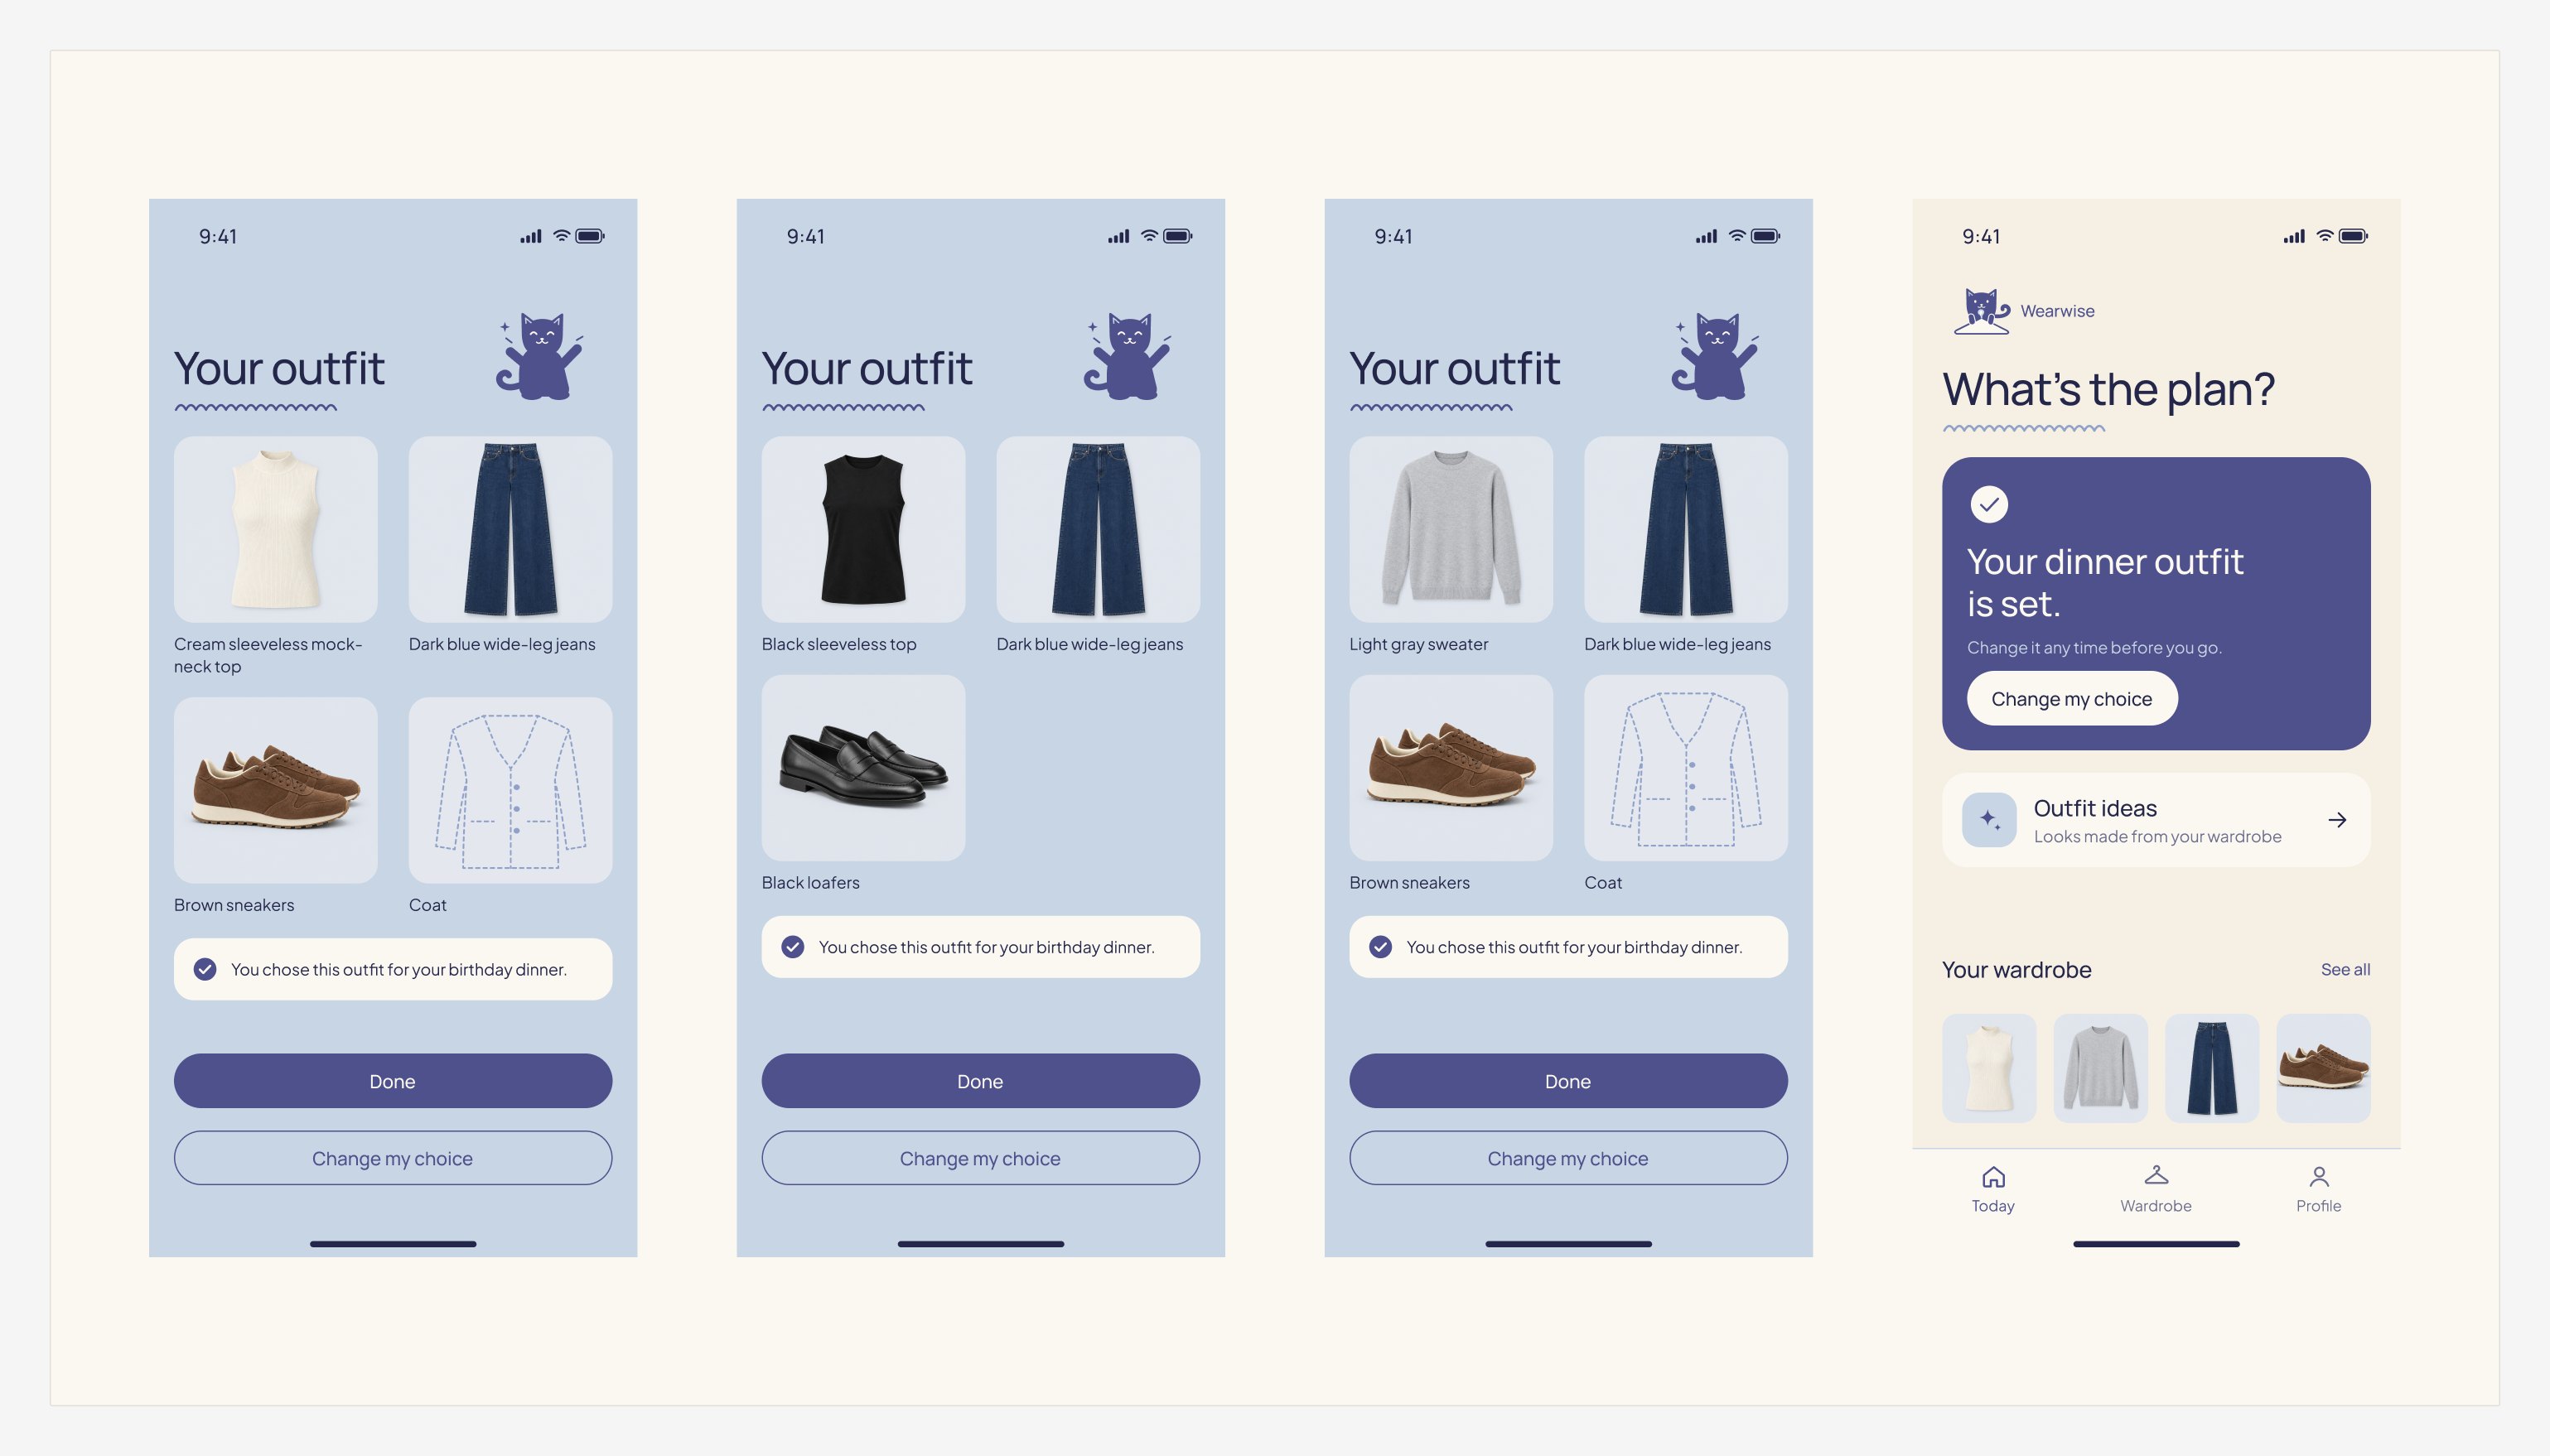 9:41
Your outfit
Cream sleeveless mock-
neck top
Dark blue wide-leg jeans
Brown sneakers
Coat
You chose this outfit for your birthday dinner.
Done
Change my choice
9:41
Your outfit
Black sleeveless top
Dark blue wide-leg jeans
Black loafers
You chose this outfit for your birthday dinner.
Done
Change my choice
9:41
Your outfit
Light gray sweater
Dark blue wide-leg jeans
Brown sneakers
Coat
You chose this outfit for your birthday dinner.
Done
Change my choice
9:41
Wearwise
What's the plan?
Your dinner outfit
is set.
Change it any time before you go.
Change my choice
Outfit ideas
Looks made from your wardrobe
Your wardrobe
See all
Today
Wardrobe
Profile